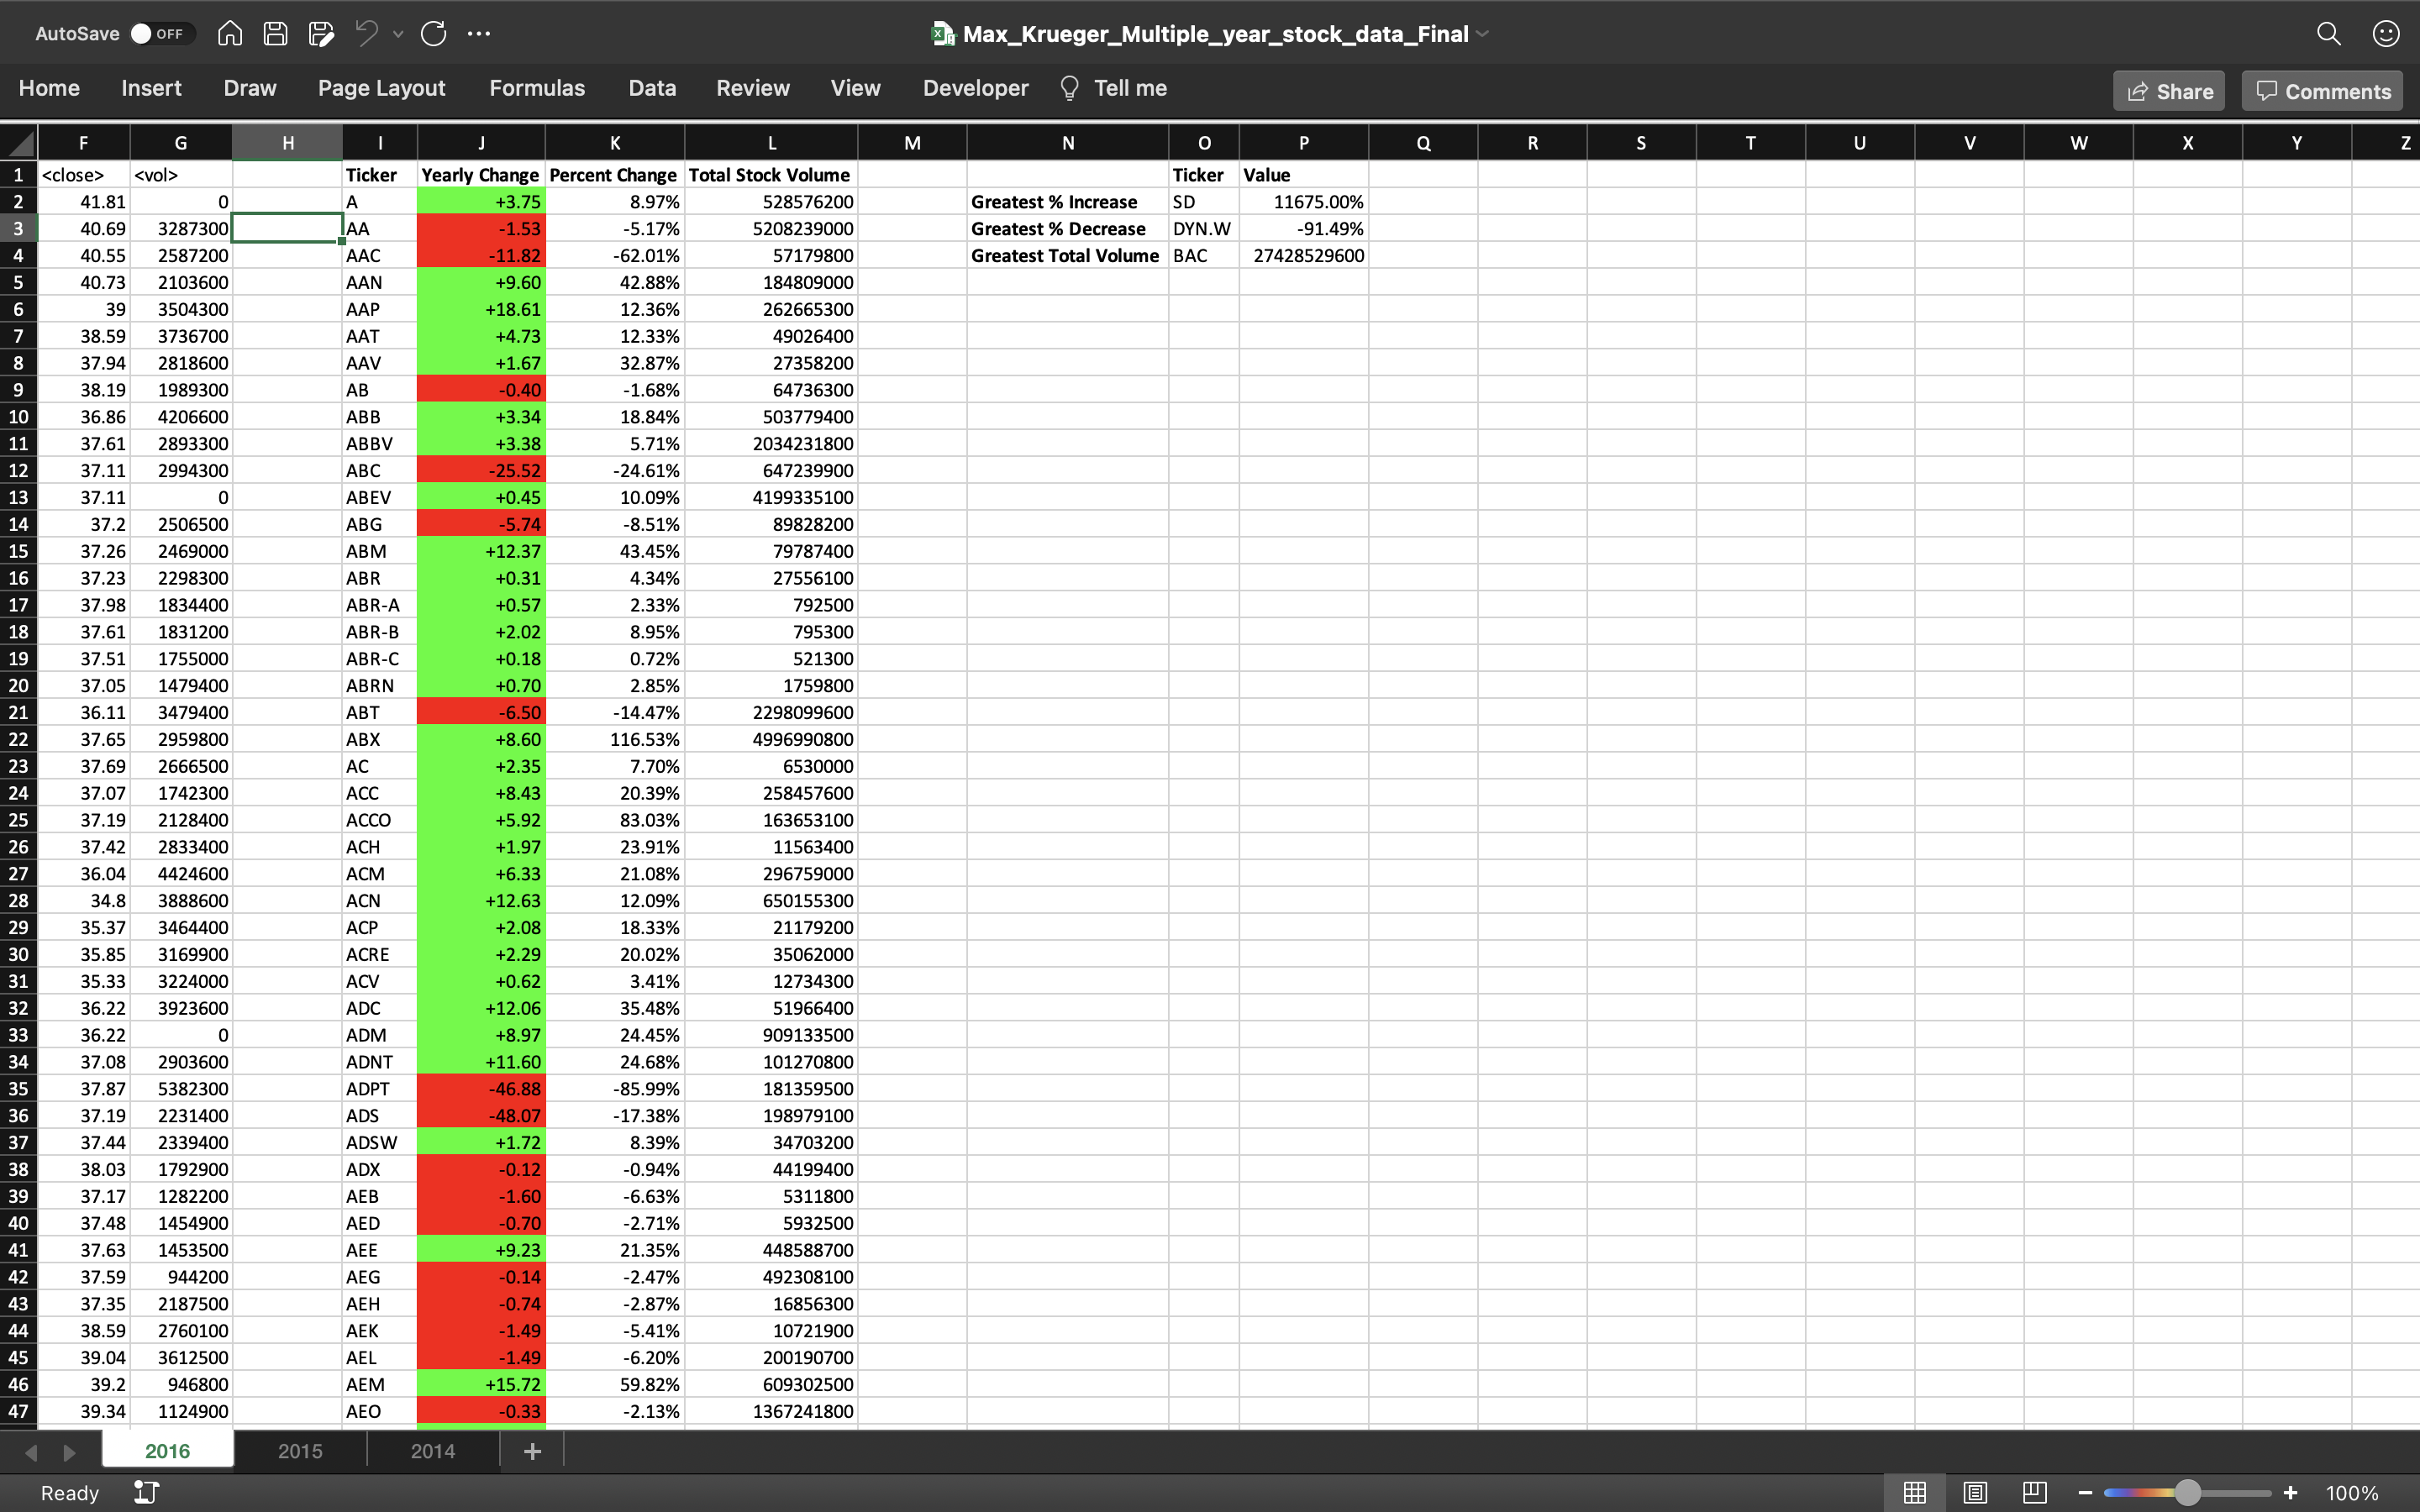 AutoSave OFF Max_Krueger_Multiple_year_stock_data_Final
Home Insert Draw Page Layout Formulas Data Review View Developer Tell me Share Comments
F G H I J K L M N O P Q R S T U V W X Y Z
1 <close> <vol> Ticker Yearly Change Percent Change Total Stock Volume Ticker Value
2 41.81 0 A +3.75 8.97% 528576200 Greatest % Increase SD 11675.00%
3 40.69 3287300 AA -1.53 -5.17% 5208239000 Greatest % Decrease DYN.W -91.49%
4 40.55 2587200 AAC -11.82 -62.01% 57179800 Greatest Total Volume BAC 27428529600
5 40.73 2103600 AAN +9.60 42.88% 184809000
6 39 3504300 AAP +18.61 12.36% 262665300
7 38.59 3736700 AAT +4.73 12.33% 49026400
8 37.94 2818600 AAV +1.67 32.87% 27358200
9 38.19 1989300 AB -0.40 -1.68% 64736300
10 36.86 4206600 ABB +3.34 18.84% 503779400
11 37.61 2893300 ABBV +3.38 5.71% 2034231800
12 37.11 2994300 ABC -25.52 -24.61% 647239900
13 37.11 0 ABEV +0.45 10.09% 4199335100
14 37.2 2506500 ABG -5.74 -8.51% 89828200
15 37.26 2469000 ABM +12.37 43.45% 79787400
16 37.23 2298300 ABR +0.31 4.34% 27556100
17 37.98 1834400 ABR-A +0.57 2.33% 792500
18 37.61 1831200 ABR-B +2.02 8.95% 795300
19 37.51 1755000 ABR-C +0.18 0.72% 521300
20 37.05 1479400 ABRN +0.70 2.85% 1759800
21 36.11 3479400 ABT -6.50 -14.47% 2298099600
22 37.65 2959800 ABX +8.60 116.53% 4996990800
23 37.69 2666500 AC +2.35 7.70% 6530000
24 37.07 1742300 ACC +8.43 20.39% 258457600
25 37.19 2128400 ACCO +5.92 83.03% 163653100
26 37.42 2833400 ACH +1.97 23.91% 11563400
27 36.04 4424600 ACM +6.33 21.08% 296759000
28 34.8 3888600 ACN +12.63 12.09% 650155300
29 35.37 3464400 ACP +2.08 18.33% 21179200
30 35.85 3169900 ACRE +2.29 20.02% 35062000
31 35.33 3224000 ACV +0.62 3.41% 12734300
32 36.22 3923600 ADC +12.06 35.48% 51966400
33 36.22 0 ADM +8.97 24.45% 909133500
34 37.08 2903600 ADNT +11.60 24.68% 101270800
35 37.87 5382300 ADPT -46.88 -85.99% 181359500
36 37.19 2231400 ADS -48.07 -17.38% 198979100
37 37.44 2339400 ADSW +1.72 8.39% 34703200
38 38.03 1792900 ADX -0.12 -0.94% 44199400
39 37.17 1282200 AEB -1.60 -6.63% 5311800
40 37.48 1454900 AED -0.70 -2.71% 5932500
41 37.63 1453500 AEE +9.23 21.35% 448588700
42 37.59 944200 AEG -0.14 -2.47% 492308100
43 37.35 2187500 AEH -0.74 -2.87% 16856300
44 38.59 2760100 AEK -1.49 -5.41% 10721900
45 39.04 3612500 AEL -1.49 -6.20% 200190700
46 39.2 946800 AEM +15.72 59.82% 609302500
47 39.34 1124900 AEO -0.33 -2.13% 1367241800
2016 2015 2014 +
Ready 100%